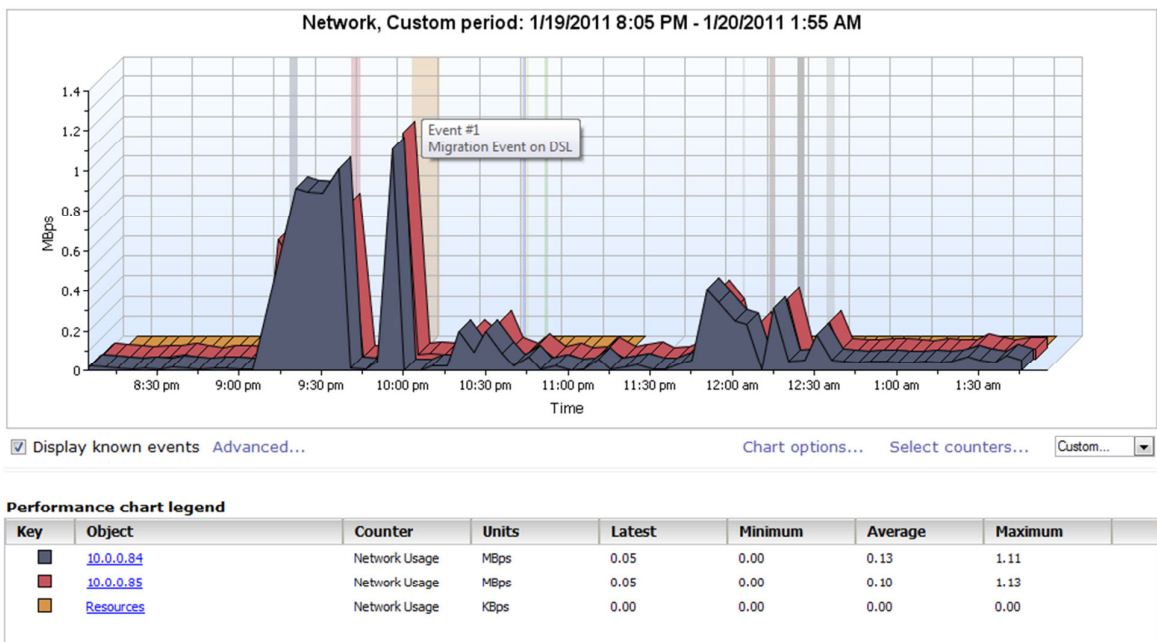 Network, Custom period: 1/19/2011 8:05 PM - 1/20/2011 1:55 AM
1.4
1.2
Event #1
Migration Event on DSL
1
0.8
MBps
0.6
0.4
0.2
0
8:30 pm 9:00 pm 9:30 pm 10:00 pm 10:30 pm 11:00 pm 11:30 pm 12:00 am 12:30 am 1:00 am 1:30 am
Time
Display known events Advanced... Chart options... Select counters... Custom...
Performance chart legend
Key Object Counter Units Latest Minimum Average Maximum
10.0.0.84 Network Usage MBps 0.05 0.00 0.13 1.11
10.0.0.85 Network Usage MBps 0.05 0.00 0.10 1.13
Resources Network Usage KBps 0.00 0.00 0.00 0.00